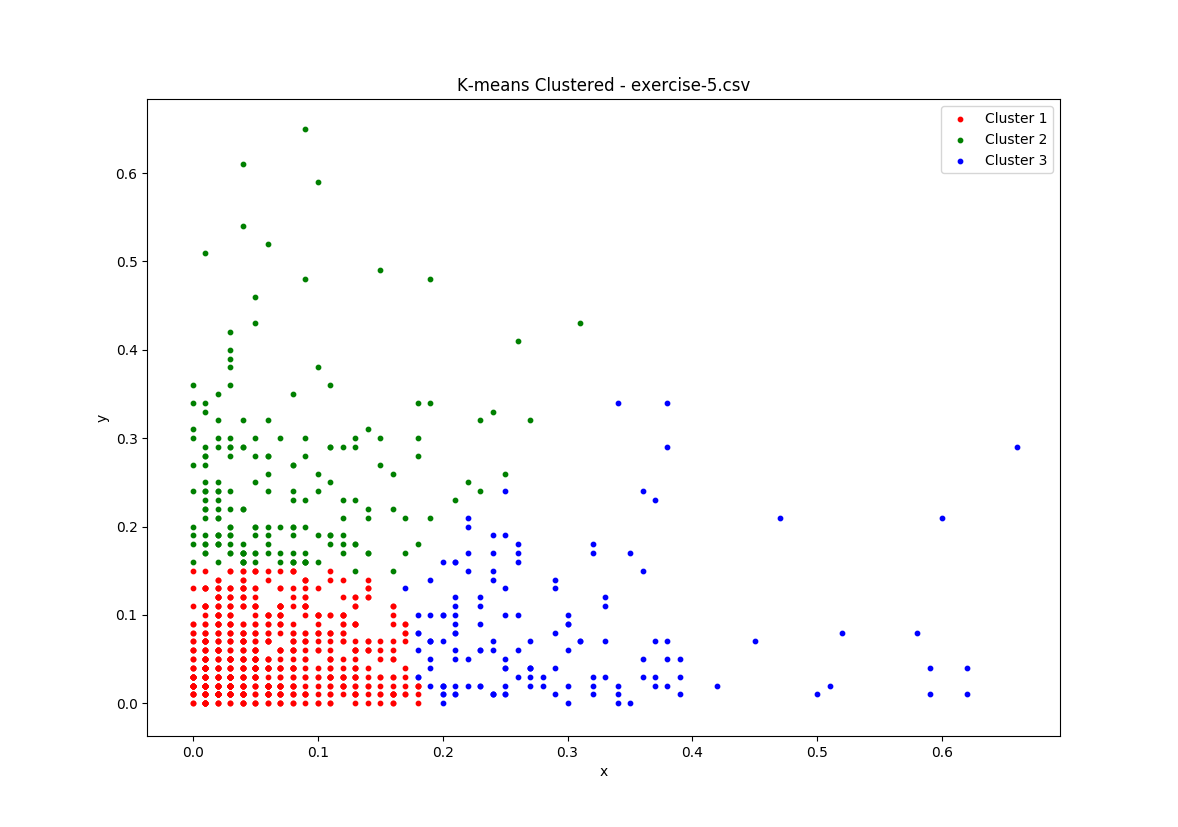 K-means Clustered - exercise-5.csv
Cluster 1
Cluster 2
Cluster 3
0.6
0.5
0.4
0.3
0.2
0.1
0.0
y
0.0 0.1 0.2 0.3 0.4 0.5 0.6
x